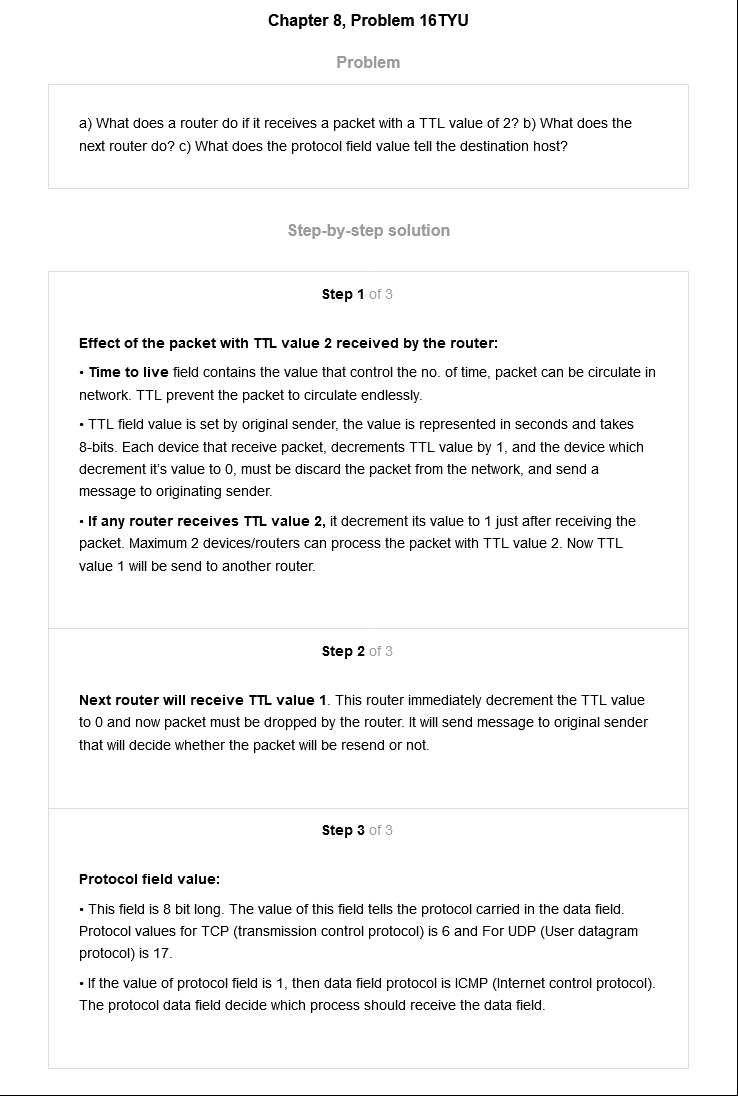 Chapter 8, Problem 16TYU
Problem
a) What does a router do if it receives a packet with a TTL value of 2? b) What does the
next router do? c) What does the protocol field value tell the destination host?
Step-by-step solution
Step 1 of 3
Effect of the packet with TTL value 2 received by the router:
• Time to live field contains the value that control the no. of time, packet can be circulate in
network. TTL prevent the packet to circulate endlessly.
• TTL field value is set by original sender, the value is represented in seconds and takes
8-bits. Each device that receive packet, decrements TTL value by 1, and the device which
decrement it's value to 0, must be discard the packet from the network, and send a
message to originating sender.
• If any router receives TTL value 2, it decrement its value to 1 just after receiving the
packet. Maximum 2 devices/routers can process the packet with TTL value 2. Now TTL
value 1 will be send to another router.
Step 2 of 3
Next router will receive TTL value 1. This router immediately decrement the TTL value
to 0 and now packet must be dropped by the router. It will send message to original sender
that will decide whether the packet will be resend or not.
Step 3 of 3
Protocol field value:
• This field is 8 bit long. The value of this field tells the protocol carried in the data field.
Protocol values for TCP (transmission control protocol) is 6 and For UDP (User datagram
protocol) is 17.
• If the value of protocol field is 1, then data field protocol is ICMP (Internet control protocol).
The protocol data field decide which process should receive the data field.